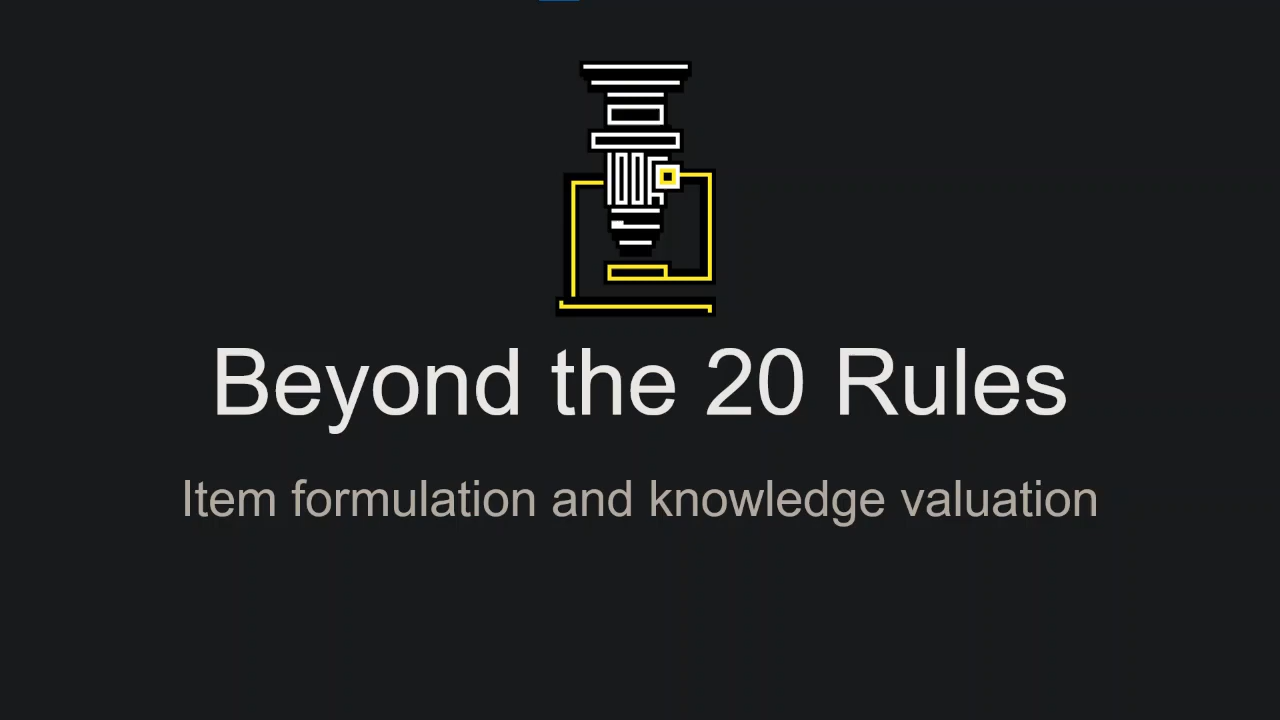 Beyond the 20 Rules
Item formulation and knowledge valuation